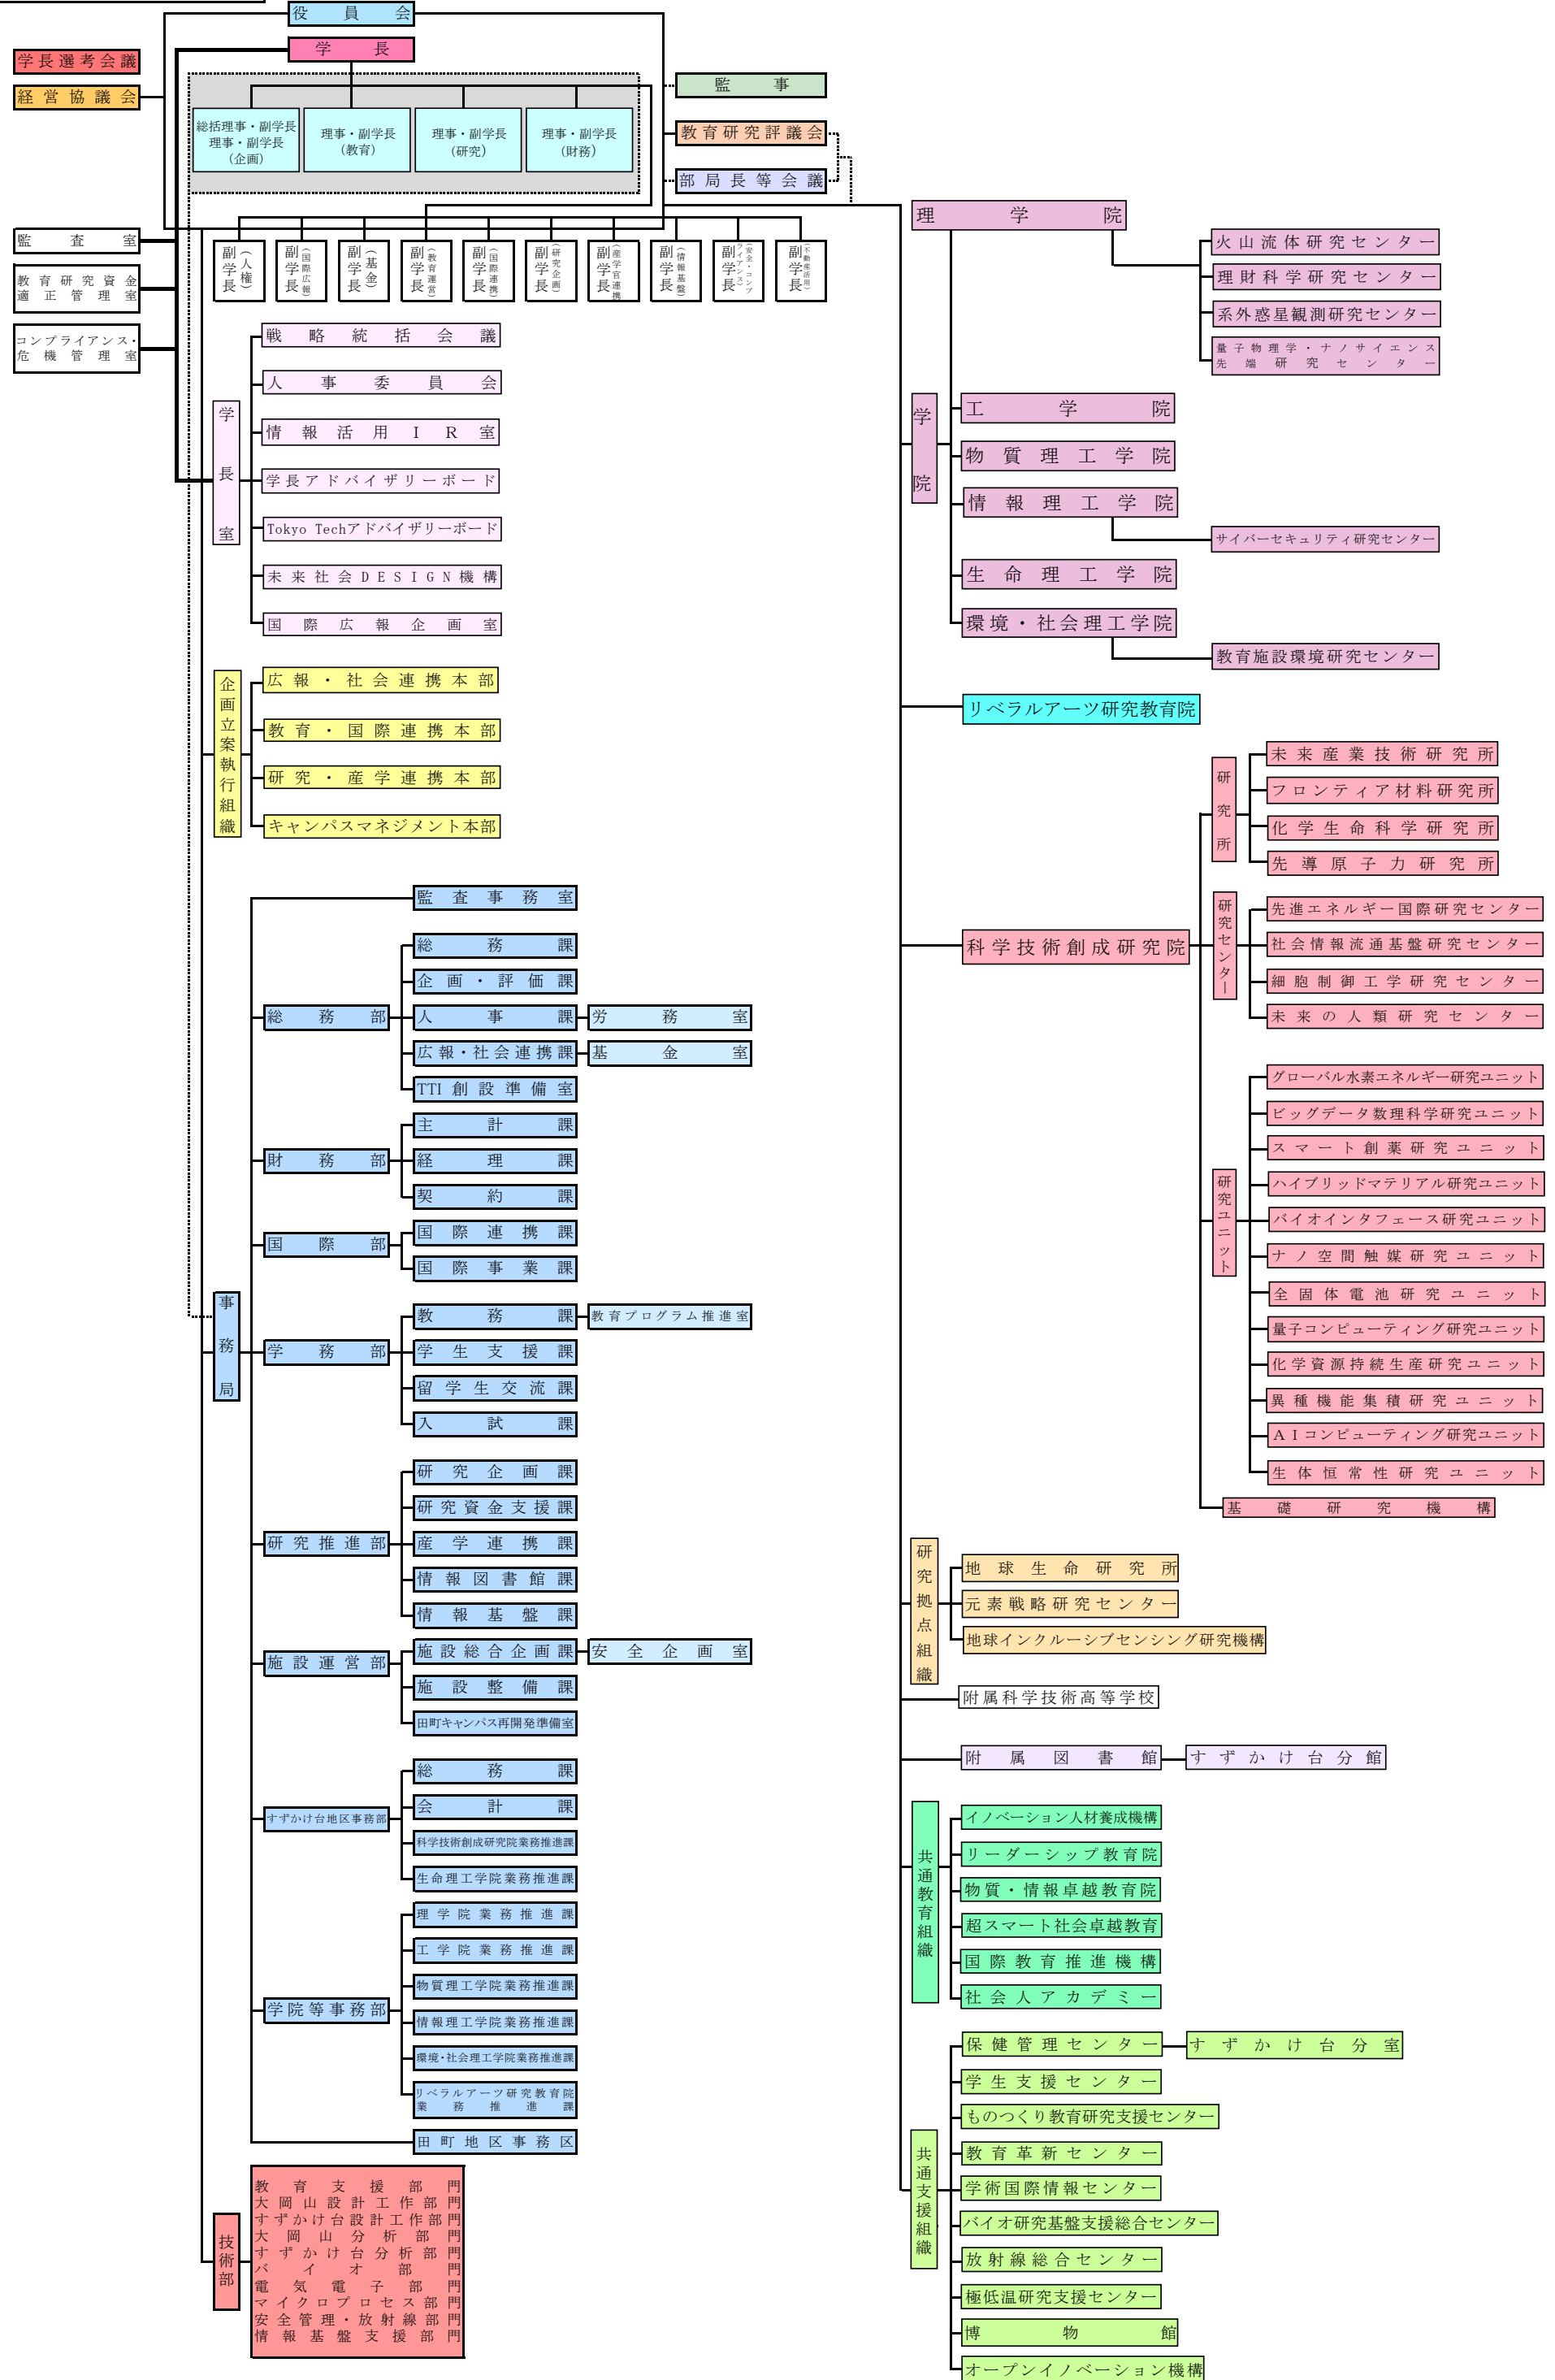 役員会
学長
学長選考会議
経営協議会
監事
教育研究評議会
部局長等会議
総括理事・副学長
理事・副学長
(企画)
理事・副学長
(教育)
理事・副学長
(研究)
理事・副学長
(財務)
監査室
教育研究資金
適正管理室
コンプライアンス・
危機管理室
副学長(人権)
副学長(国際広報)
副学長(基金)
副学長(教育運営)
副学長(国際連携)
副学長(研究企画)
副学長(産学官連携
副学長(情報基盤)
副学長(安全・コンプ
ライアンス)
副学長(不動産活用)
学長室
戦略統括会議
人事委員会
情報活用IR室
学長アドバイザリーボード
Tokyo Techアドバイザリーボード
未来社会DESIGN機構
国際広報企画室
企画立案執行組織
広報・社会連携本部
教育・国際連携本部
研究・産学連携本部
キャンパスマネジメント本部
事務局
監査事務室
総務部
総務課
企画・評価課
人事課
労務室
広報・社会連携課
基金室
TTI創設準備室
財務部
主計課
経理課
契約課
国際部
国際連携課
国際事業課
学務部
教務課
教育プログラム推進室
学生支援課
留学生交流課
入試課
研究推進部
研究企画課
研究資金支援課
産学連携課
情報図書館課
情報基盤課
施設運営部
施設総合企画課
安全企画室
施設整備課
田町キャンパス再開発準備室
すずかけ台地区事務部
総務課
会計課
科学技術創成研究院業務推進課
生命理工学院業務推進課
学院等事務部
理学院業務推進課
工学院業務推進課
物質理工学院業務推進課
情報理工学院業務推進課
環境・社会理工学院業務推進課
リベラルアーツ研究教育院
業務推進課
田町地区事務区
技術部
教育支援部門
大岡山設計工作部門
すずかけ台設計工作部門
大岡山分析部門
すずかけ台分析部門
バイオ部門
電気電子部門
マイクロプロセス部門
安全管理・放射線部門
情報基盤支援部門
学院
理学院
火山流体研究センター
理財科学研究センター
系外惑星観測研究センター
量子物理学・ナノサイエンス
先端研究センター
工学院
物質理工学院
情報理工学院
サイバーセキュリティ研究センター
生命理工学院
環境・社会理工学院
教育施設環境研究センター
リベラルアーツ研究教育院
科学技術創成研究院
研究所
未来産業技術研究所
フロンティア材料研究所
化学生命科学研究所
先導原子力研究所
研究センター
先進エネルギー国際研究センター
社会情報流通基盤研究センター
細胞制御工学研究センター
未来の人類研究センター
研究ユニット
グローバル水素エネルギー研究ユニット
ビッグデータ数理科学研究ユニット
スマート創薬研究ユニット
ハイブリッドマテリアル研究ユニット
バイオインタフェース研究ユニット
ナノ空間触媒研究ユニット
全固体電池研究ユニット
量子コンピューティング研究ユニット
化学資源持続生産研究ユニット
異種機能集積研究ユニット
AIコンピューティング研究ユニット
生体恒常性研究ユニット
基礎研究機構
研究拠点組織
地球生命研究所
元素戦略研究センター
地球インクルーシブセンシング研究機構
附属科学技術高等学校
附属図書館
すずかけ台分館
共通教育組織
イノベーション人材養成機構
リーダーシップ教育院
物質・情報卓越教育院
超スマート社会卓越教育
国際教育推進機構
社会人アカデミー
共通支援組織
保健管理センター
すずかけ台分室
学生支援センター
ものつくり教育研究支援センター
教育革新センター
学術国際情報センター
バイオ研究基盤支援総合センター
放射線総合センター
極低温研究支援センター
博物館
オープンイノベーション機構